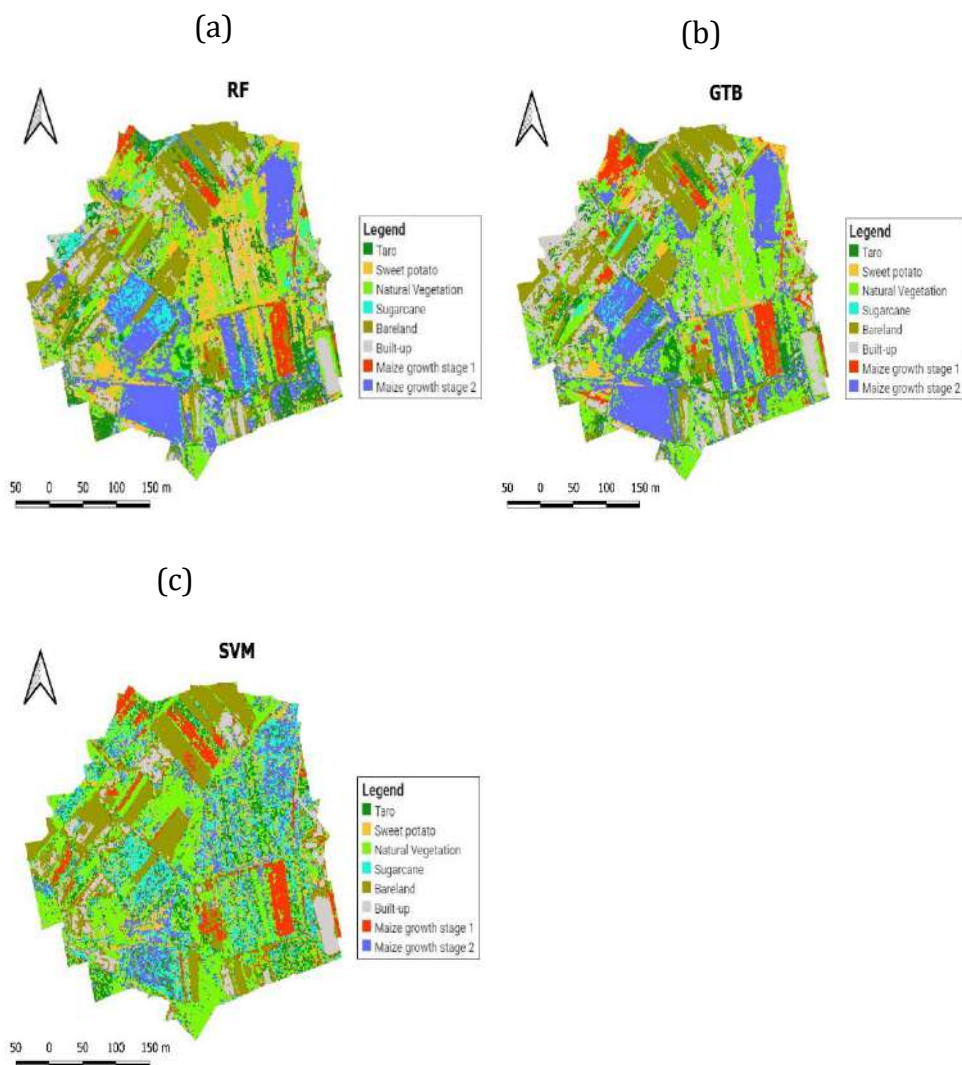 (a)
(b)
RF
GTB
Legend
Taro
Sweet potato
Natural Vegetation
Sugarcane
Bareland
Built-up
Maize growth stage 1
Maize growth stage 2
Legend
Taro
Sweet potato
Natural Vegetation
Sugarcane
Bareland
Built-up
Maize growth stage 1
Maize growth stage 2
50 0 50 100 150 m
50 0 50 100 150 m
(c)
SVM
Legend
Taro
Sweet potato
Natural Vegetation
Sugarcane
Bareland
Built-up
Maize growth stage 1
Maize growth stage 2
50 0 50 100 150 m